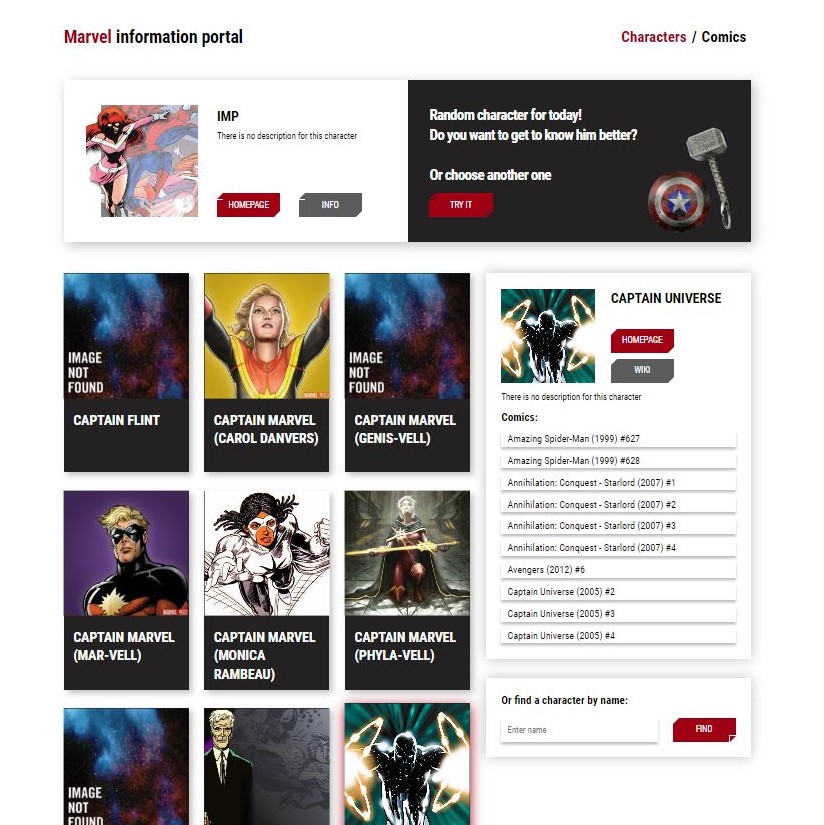 Marvel information portal
Characters / Comics
IMP
There is no description for this character
HOMEPAGE
INFO
Random character for today!
Do you want to get to know him better?
Or choose another one
TRY IT
IMAGE
NOT
FOUND
CAPTAIN FLINT
CAPTAIN MARVEL
(CAROL DANVERS)
IMAGE
NOT
FOUND
CAPTAIN MARVEL
(GENIS-VELL)
CAPTAIN MARVEL
(MAR-VELL)
CAPTAIN MARVEL
(MONICA
RAMBEAU)
CAPTAIN MARVEL
(PHYLA-VELL)
IMAGE
NOT
FOUND
CAPTAIN UNIVERSE
HOMEPAGE
WIKI
There is no description for this character
Comics:
Amazing Spider-Man (1999) #627
Amazing Spider-Man (1999) #628
Annihilation: Conquest - Starlord (2007) #1
Annihilation: Conquest - Starlord (2007) #2
Annihilation: Conquest - Starlord (2007) #3
Annihilation: Conquest - Starlord (2007) #4
Avengers (2012) #6
Captain Universe (2005) #2
Captain Universe (2005) #3
Captain Universe (2005) #4
Or find a character by name:
Enter name
FIND